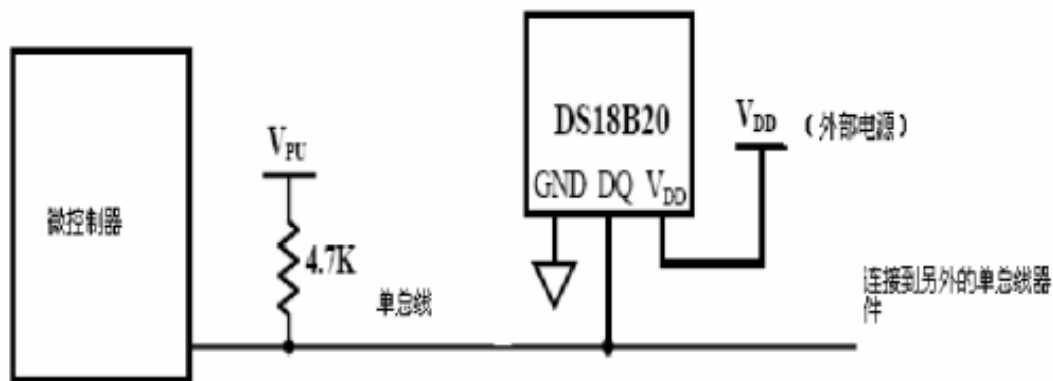 DS18B20
V_DD
(外部电源)
V_PU
GND DQ V_DD
微控制器
4.7K
单总线
连接到另外的单总线器
件